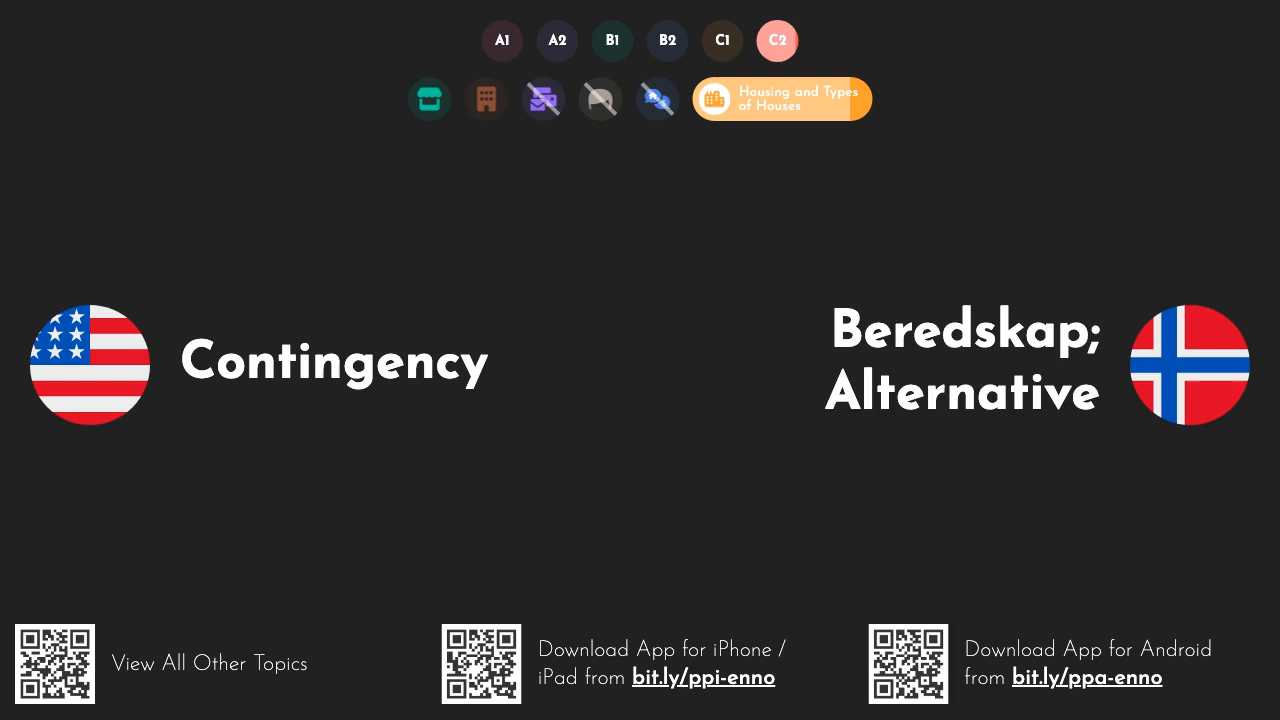 A1 A2 B1 B2 C1 C2
Housing and Types
of Houses
Contingency
Beredskap;
Alternative
View All Other Topics
Download App for iPhone /
iPad from bit.ly/ppi-enno
Download App for Android
from bit.ly/ppa-enno